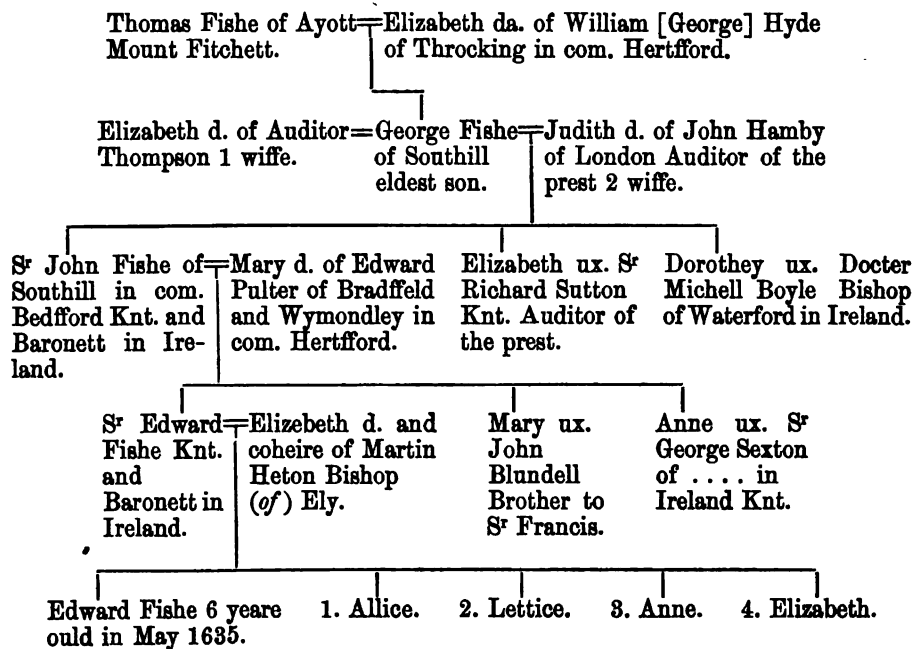 Thomas Fishe of Ayott
Mount Fitchett.
Elizabeth da. of William [George] Hyde
of Throcking in com. Hertfford.
Elizabeth d. of Auditor
Thompson 1 wiffe.
George Fishe
of Southill
eldest son.
Judith d. of John Hamby
of London Auditor of the
prest 2 wiffe.
Sr John Fishe of
Southill in com.
Bedfford Knt. and
Baronett in Ire-
land.
Mary d. of Edward
Pulter of Bradffeld
and Wymondley in
com. Hertfford.
Elizabeth ux. Sr
Richard Sutton
Knt. Auditor of
the prest.
Dorothey ux. Docter
Michell Boyle Bishop
of Waterford in Ireland.
Sr Edward
Fishe Knt.
and
Baronett in
Ireland.
Elizebeth d. and
coheire of Martin
Heton Bishop
(of) Ely.
Mary ux.
John
Blundell
Brother to
Sr Francis.
Anne ux. Sr
George Sexton
of .... in
Ireland Knt.
Edward Fishe 6 yeare
ould in May 1635.
1. Allice.
2. Lettice.
3. Anne.
4. Elizabeth.